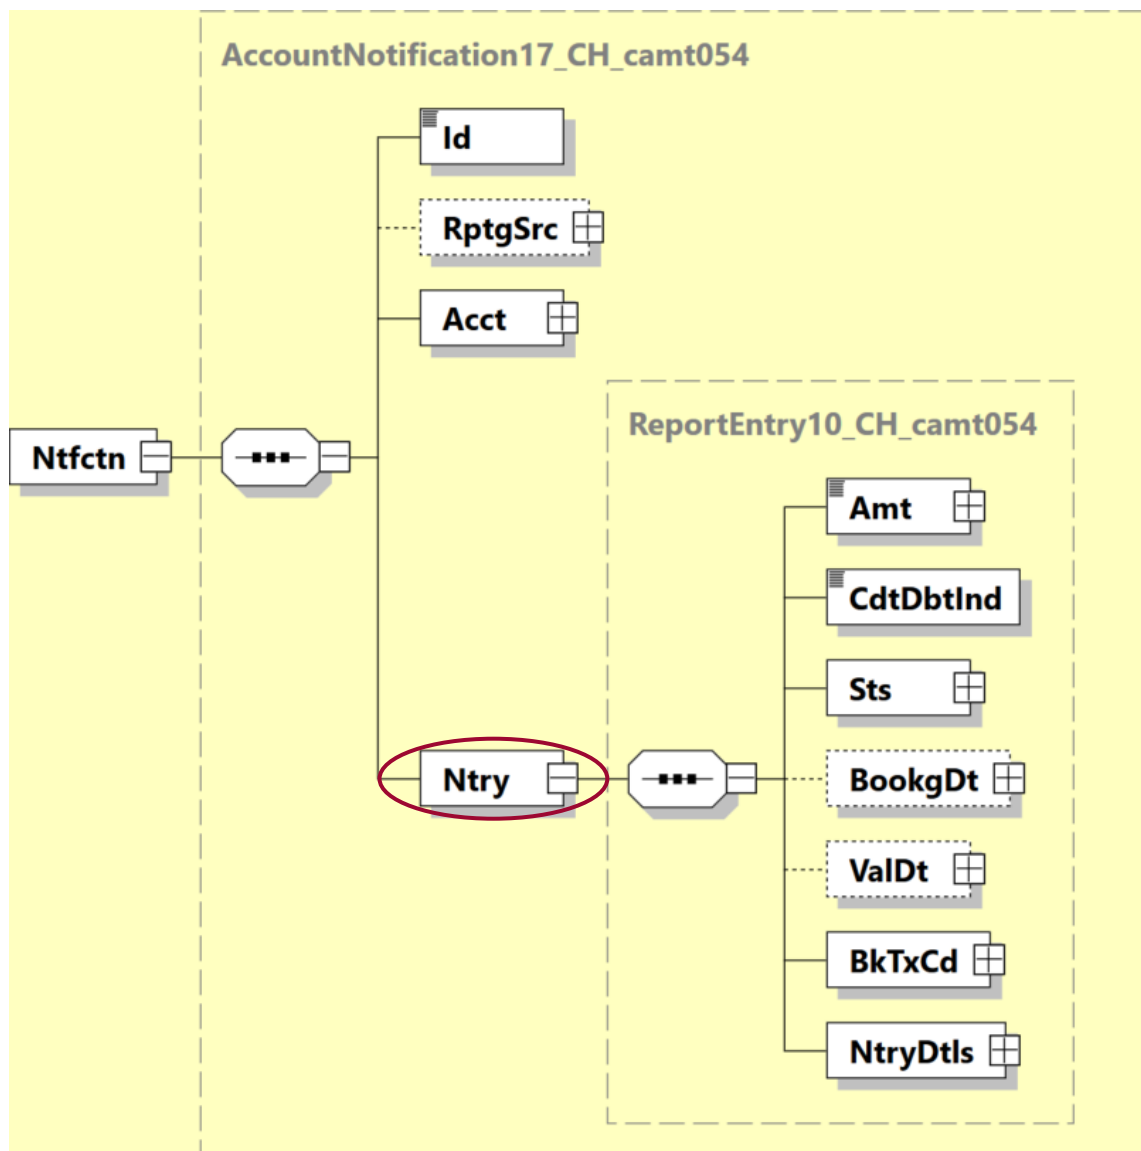 AccountNotification17_CH_camt054
Id
RptgSrc
Acct
Ntfctn
ReportEntry10_CH_camt054
Amt
CdtDbtInd
Sts
Ntry
BookgDt
ValDt
BkTxCd
NtryDtls